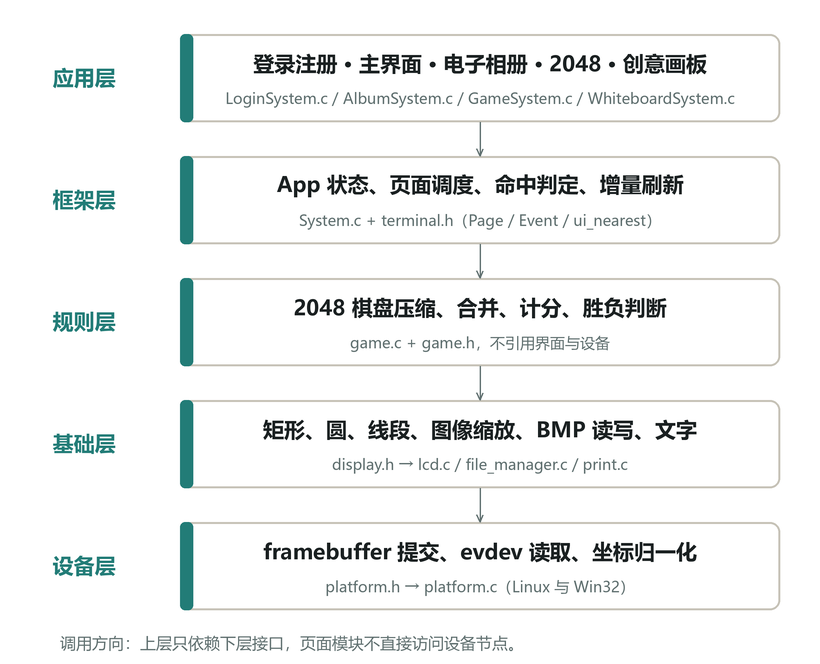 应用层
登录注册 • 主界面 • 电子相册 • 2048 • 创意画板
LoginSystem.c / AlbumSystem.c / GameSystem.c / WhiteboardSystem.c
框架层
App 状态、页面调度、命中判定、增量刷新
System.c + terminal.h（Page / Event / ui_nearest）
规则层
2048 棋盘压缩、合并、计分、胜负判断
game.c + game.h，不引用界面与设备
基础层
矩形、圆、线段、图像缩放、BMP 读写、文字
display.h → lcd.c / file_manager.c / print.c
设备层
framebuffer 提交、evdev 读取、坐标归一化
platform.h → platform.c（Linux 与 Win32）
调用方向：上层只依赖下层接口，页面模块不直接访问设备节点。